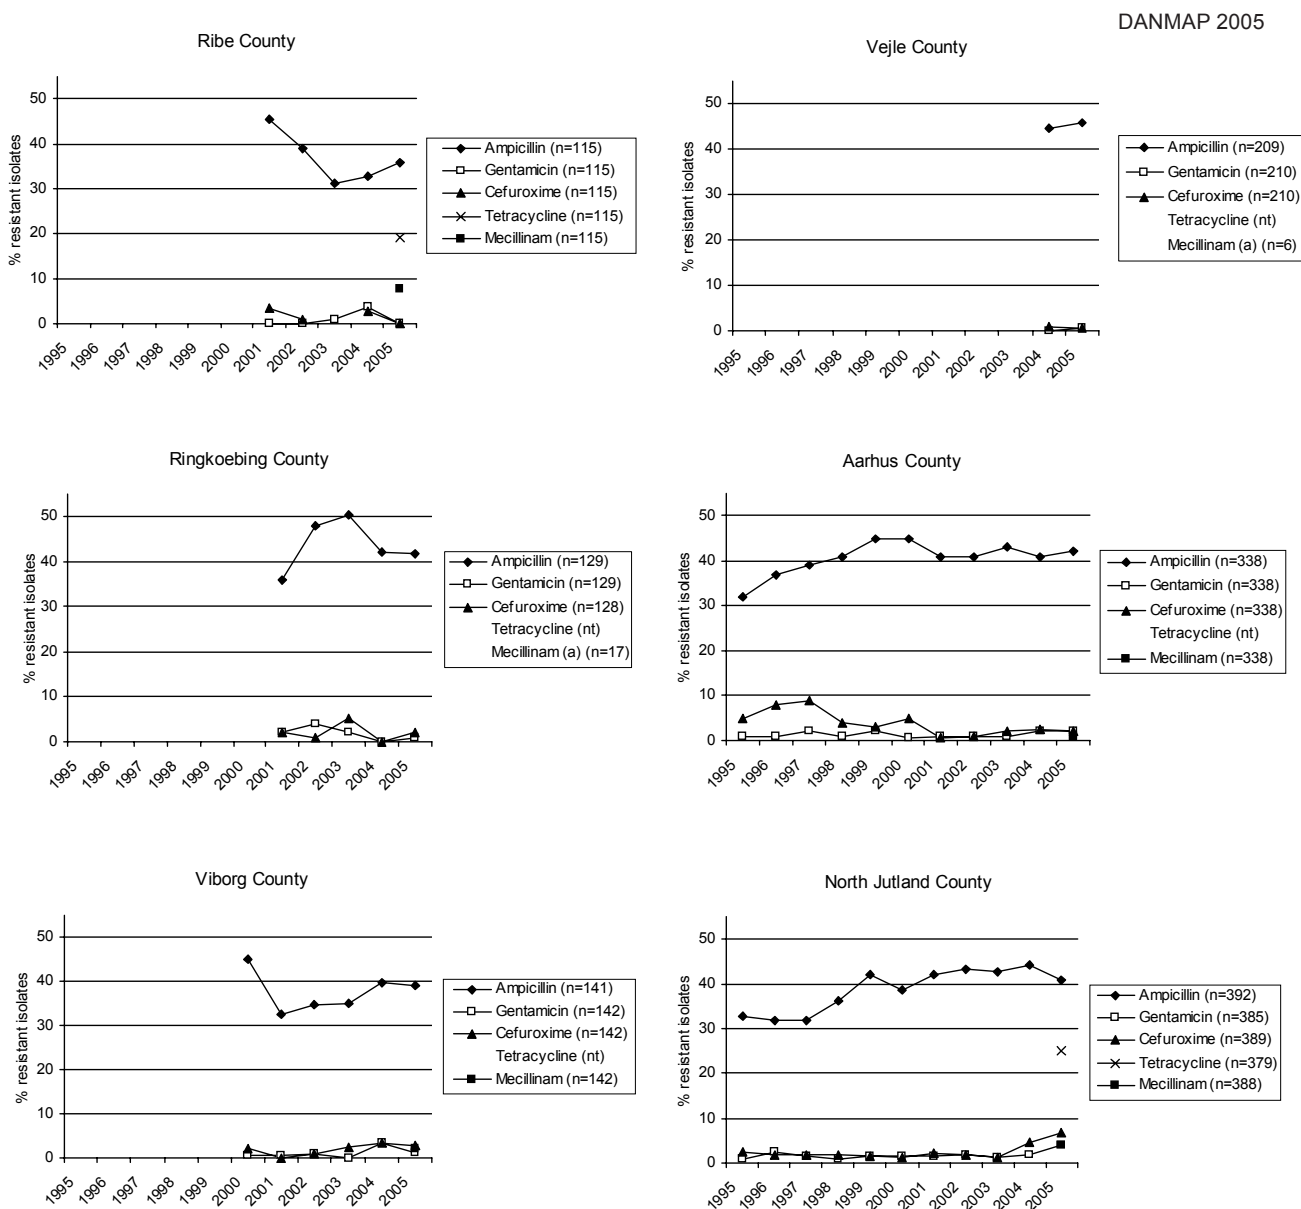 DANMAP 2005
Ribe County
% resistant isolates
50
40
30
20
10
0
1995
1996
1997
1998
1999
2000
2001
2002
2003
2004
2005
Ampicillin (n=115)
Gentamicin (n=115)
Cefuroxime (n=115)
Tetracycline (n=115)
Mecillinam (n=115)
Vejle County
% resistant isolates
50
40
30
20
10
0
1995
1996
1997
1998
1999
2000
2001
2002
2003
2004
2005
Ampicillin (n=209)
Gentamicin (n=210)
Cefuroxime (n=210)
Tetracycline (nt)
Mecillinam (a) (n=6)
Ringkoebing County
% resistant isolates
50
40
30
20
10
0
1995
1996
1997
1998
1999
2000
2001
2002
2003
2004
2005
Ampicillin (n=129)
Gentamicin (n=129)
Cefuroxime (n=128)
Tetracycline (nt)
Mecillinam (a) (n=17)
Aarhus County
% resistant isolates
50
40
30
20
10
0
1995
1996
1997
1998
1999
2000
2001
2002
2003
2004
2005
Ampicillin (n=338)
Gentamicin (n=338)
Cefuroxime (n=338)
Tetracycline (nt)
Mecillinam (n=338)
Viborg County
% resistant isolates
50
40
30
20
10
0
1995
1996
1997
1998
1999
2000
2001
2002
2003
2004
2005
Ampicillin (n=141)
Gentamicin (n=142)
Cefuroxime (n=142)
Tetracycline (nt)
Mecillinam (n=142)
North Jutland County
% resistant isolates
50
40
30
20
10
0
1995
1996
1997
1998
1999
2000
2001
2002
2003
2004
2005
Ampicillin (n=392)
Gentamicin (n=385)
Cefuroxime (n=389)
Tetracycline (n=379)
Mecillinam (n=388)